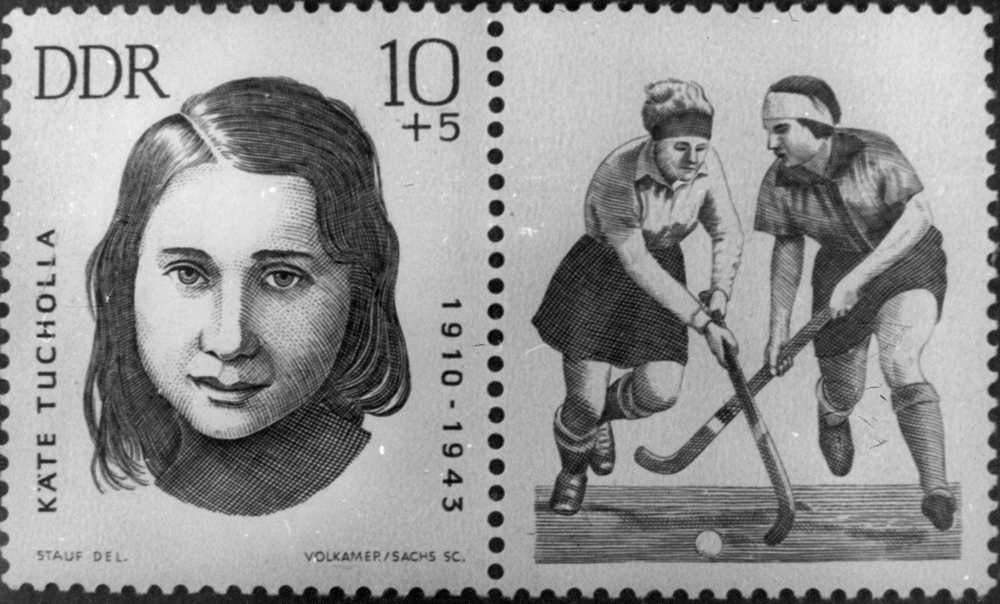 DDR
10
+5
KÄTE TUCHOLLA
1910-1943
STAUF DEL.
VOLKAMER./SACHS SC.